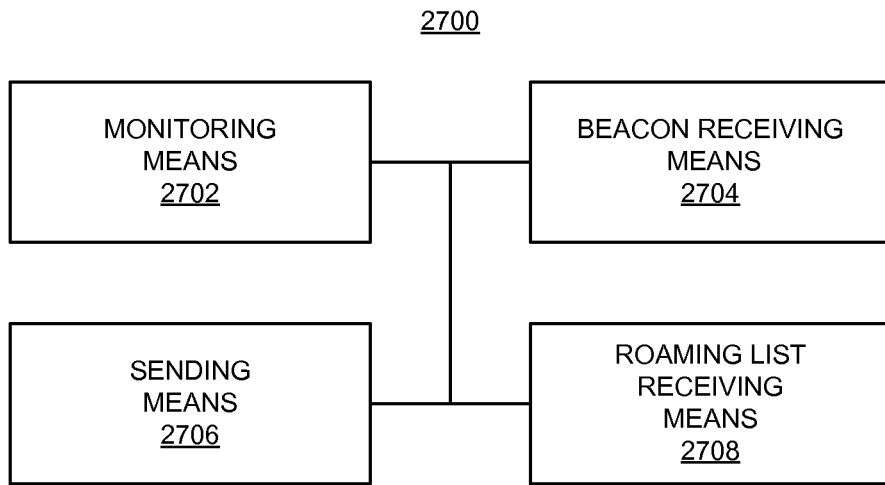 2700
MONITORING
MEANS
2702
BEACON RECEIVING
MEANS
2704
SENDING
MEANS
2706
ROAMING LIST
RECEIVING
MEANS
2708